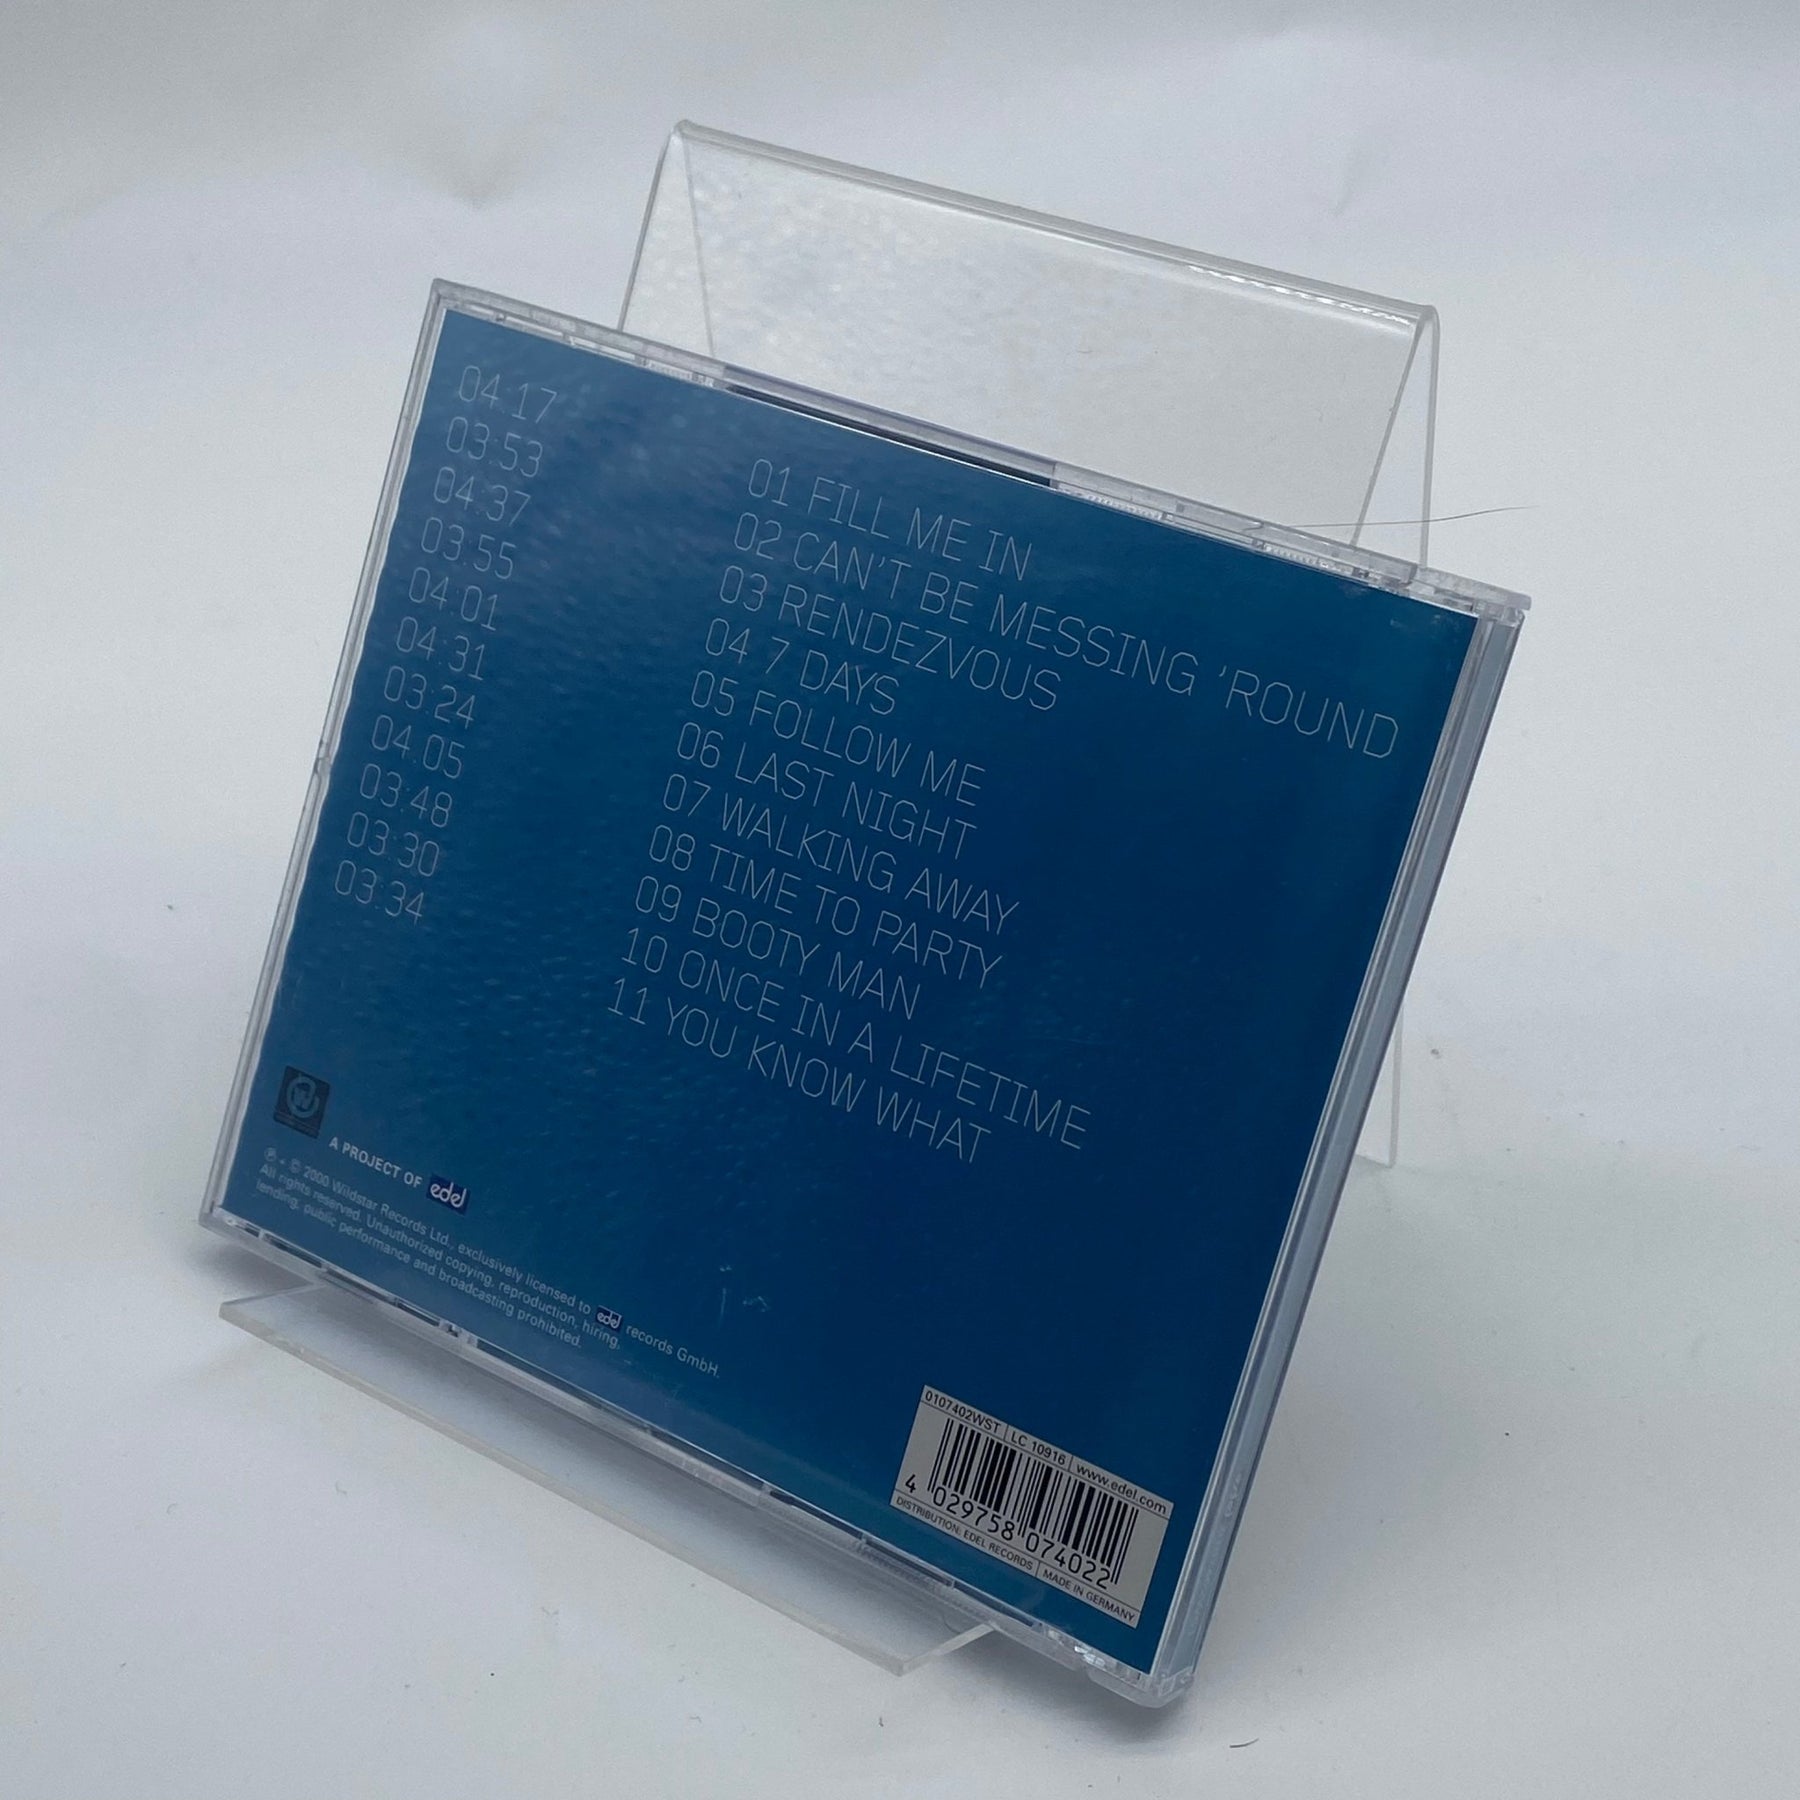 04:17 01 FILL ME IN
03:53 02 CAN'T BE MESSING 'ROUND
04:37 03 RENDEZVOUS
03:55 04 7 DAYS
04:01 05 FOLLOW ME
04:31 06 LAST NIGHT
03:24 07 WALKING AWAY
04:05 08 TIME TO PARTY
03:48 09 BOOTY MAN
03:30 10 ONCE IN A LIFETIME
03:34 11 YOU KNOW WHAT
A PROJECT OF edel
℗ + © 2000 Wildstar Records Ltd., exclusively licensed to edel records GmbH.
All rights reserved. Unauthorized copying, reproduction, hiring,
lending, public performance and broadcasting prohibited.
0107402WST | LC 10916 | www.edel.com
4 029758 074022
DISTRIBUTION: EDEL RECORDS | MADE IN GERMANY